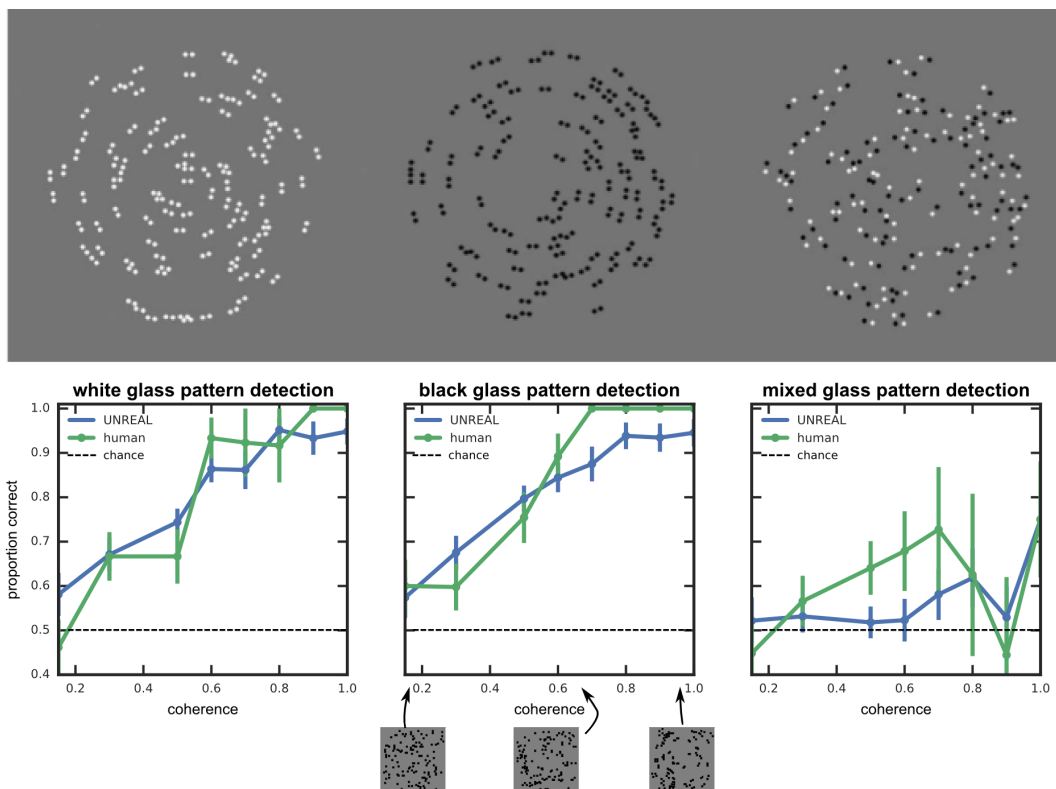 white glass pattern detection
black glass pattern detection
mixed glass pattern detection
proportion correct
1.0
0.9
0.8
0.7
0.6
0.5
0.4
UNREAL
human
chance
0.2
0.4
0.6
0.8
1.0
coherence
UNREAL
human
chance
0.2
0.4
0.6
0.8
1.0
coherence
UNREAL
human
chance
0.2
0.4
0.6
0.8
1.0
coherence